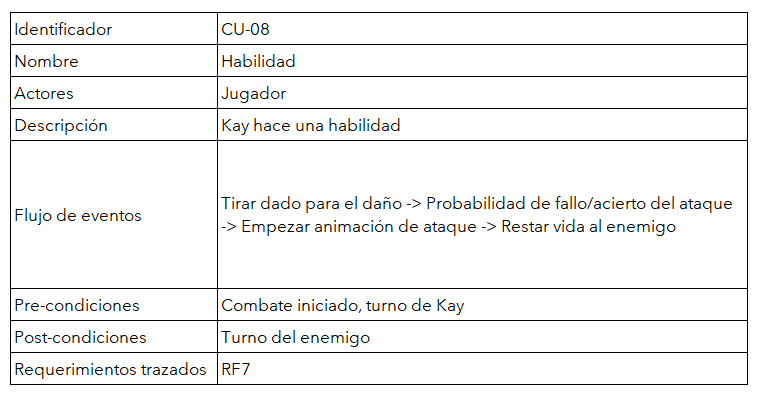 Identificador CU-08
Nombre Habilidad
Actores Jugador
Descripción Kay hace una habilidad
Flujo de eventos Tirar dado para el daño -> Probabilidad de fallo/acierto del ataque
-> Empezar animación de ataque -> Restar vida al enemigo
Pre-condiciones Combate iniciado, turno de Kay
Post-condiciones Turno del enemigo
Requerimientos trazados RF7